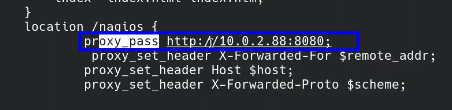 }
location /nagios {
proxy_pass http://10.0.2.88:8080;
proxy_set_header X-Forwarded-For $remote_addr;
proxy_set_header Host $host;
proxy_set_header X-Forwarded-Proto $scheme;